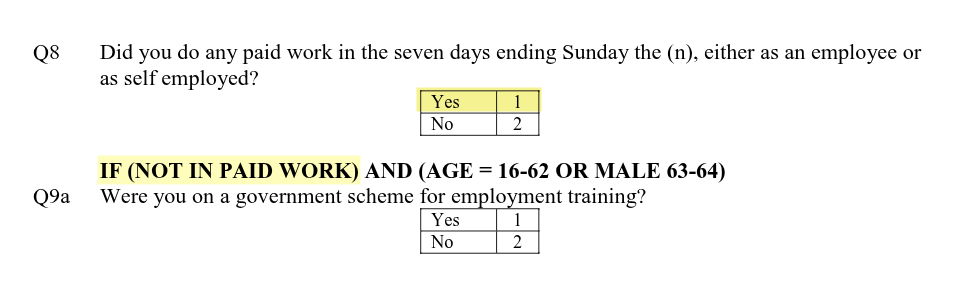 Q8 Did you do any paid work in the seven days ending Sunday the (n), either as an employee or
as self employed?
Yes 1
No 2
IF (NOT IN PAID WORK) AND (AGE = 16-62 OR MALE 63-64)
Q9a Were you on a government scheme for employment training?
Yes 1
No 2